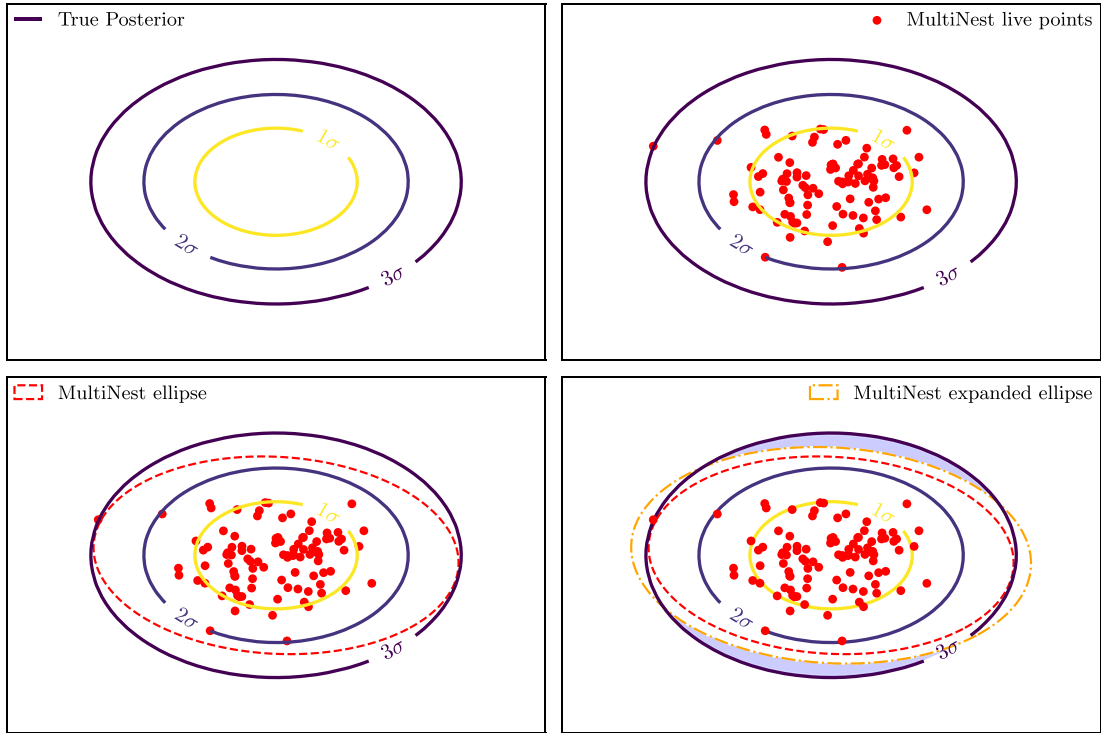 True Posterior
1σ
2σ
3σ
MultiNest live points
1σ
2σ
3σ
MultiNest ellipse
1σ
2σ
3σ
MultiNest expanded ellipse
1σ
2σ
3σ